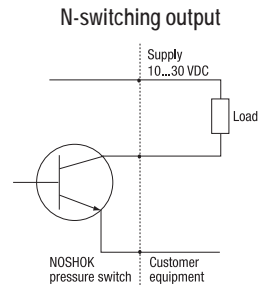 N-switching output
Supply
10...30 VDC
Load
NOSHOK
pressure switch
Customer
equipment